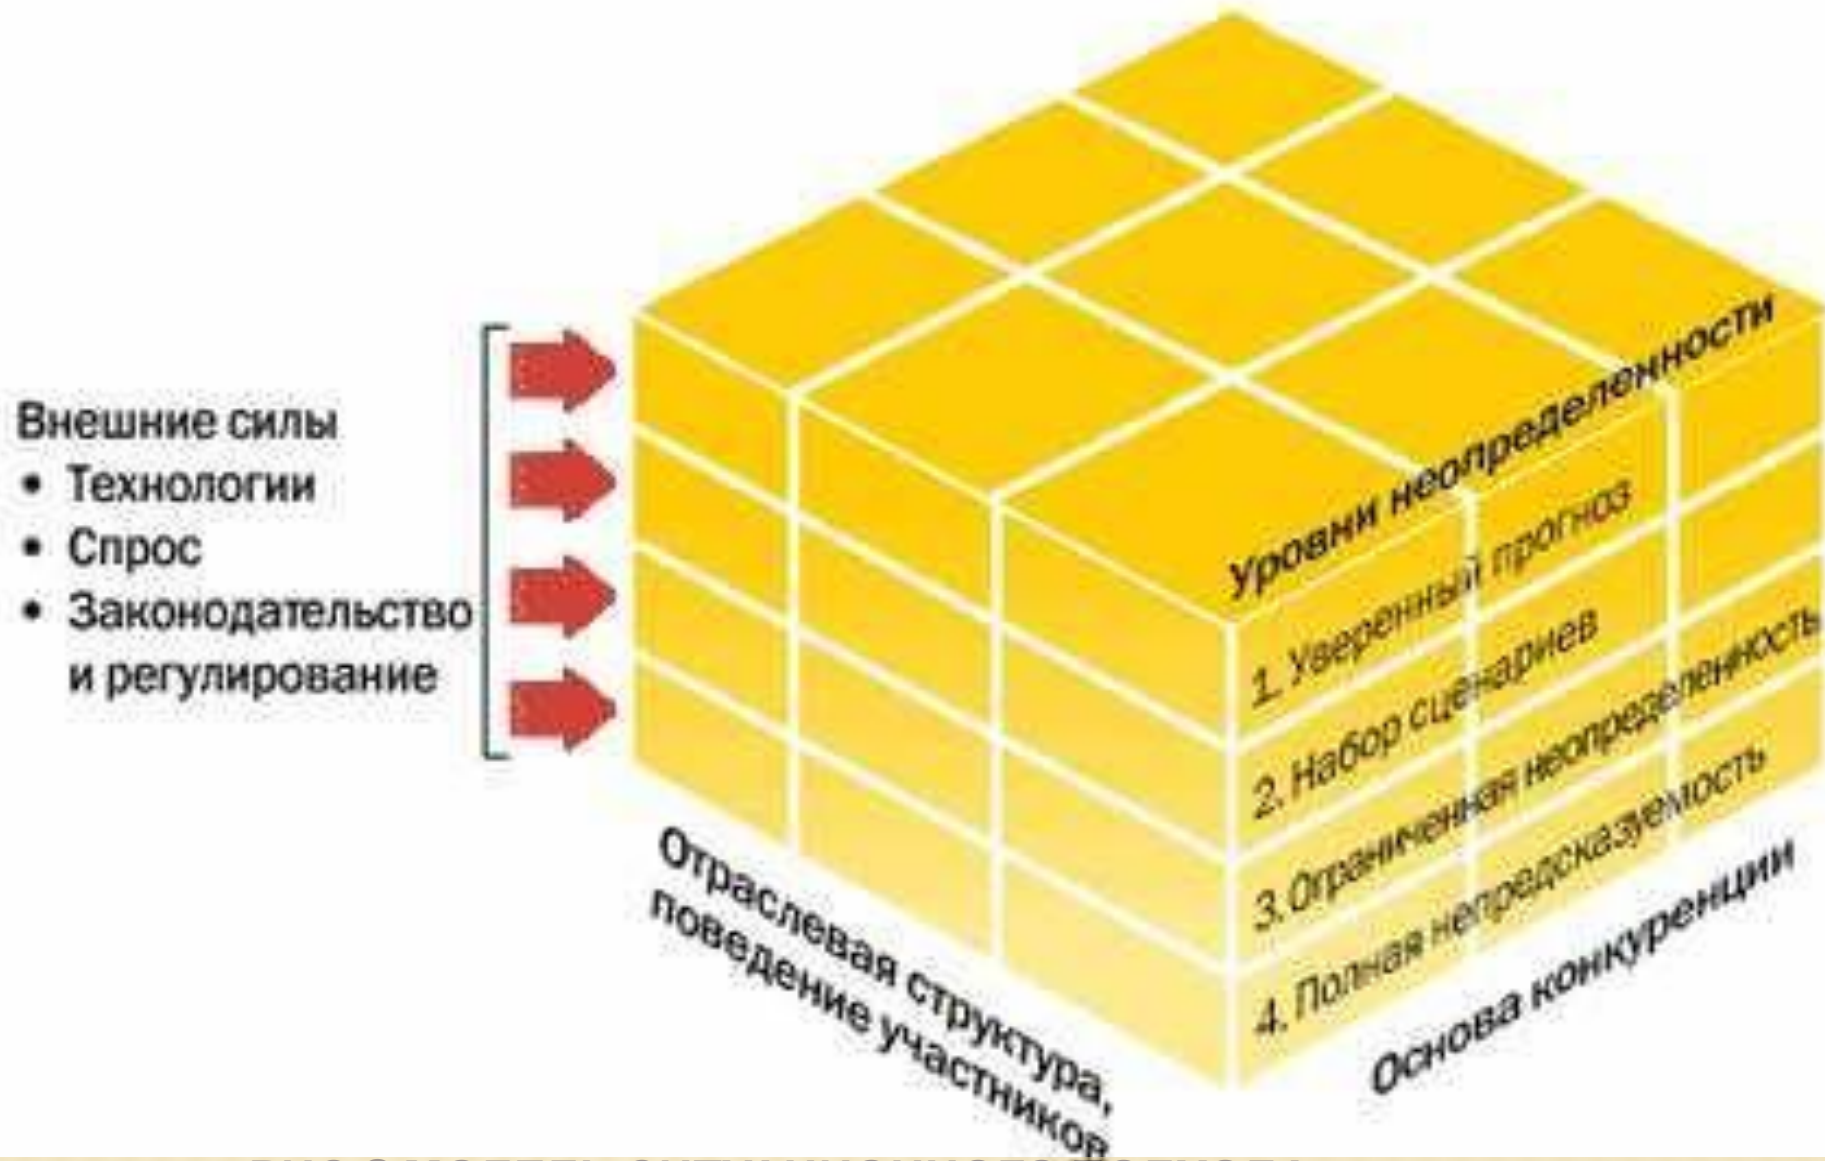 Внешние силы
• Технологии
• Спрос
• Законодательство
и регулирование
Уровни неопределенности
1. Уверенный прогноз
2. Набор сценариев
3. Ограниченная неопределенность
4. Полная непредсказуемость
Отраслевая структура,
поведение участников
Основа конкуренции